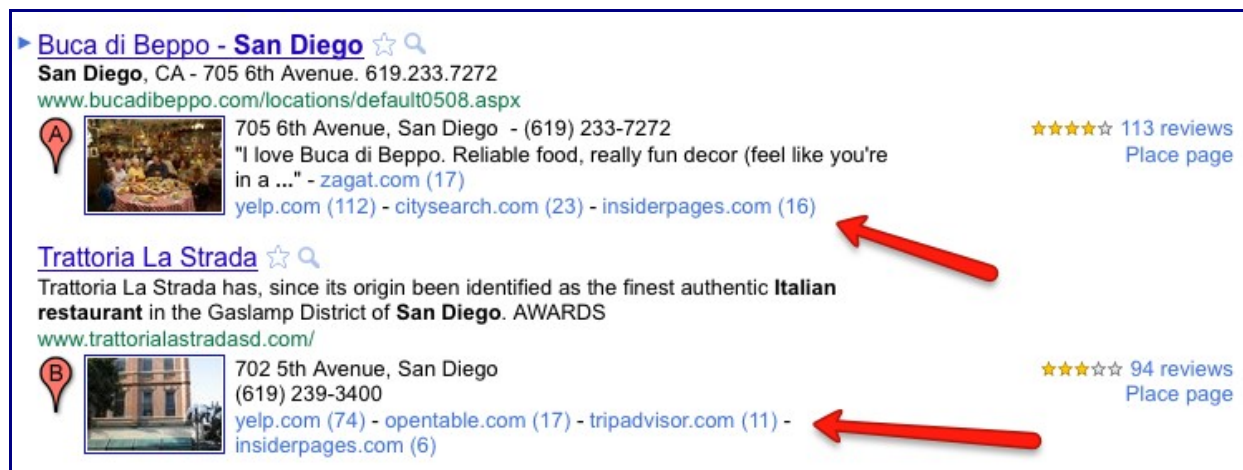 Buca di Beppo - San Diego
San Diego, CA - 705 6th Avenue. 619.233.7272
www.bucadibeppo.com/locations/default0508.aspx
A
705 6th Avenue, San Diego - (619) 233-7272
113 reviews
"I love Buca di Beppo. Reliable food, really fun decor (feel like you're
Place page
in a ..." - zagat.com (17)
yelp.com (112) - citysearch.com (23) - insiderpages.com (16)
Trattoria La Strada
Trattoria La Strada has, since its origin been identified as the finest authentic Italian
restaurant in the Gaslamp District of San Diego. AWARDS
www.trattorialastradasd.com/
B
702 5th Avenue, San Diego
94 reviews
(619) 239-3400
Place page
yelp.com (74) - opentable.com (17) - tripadvisor.com (11) -
insiderpages.com (6)